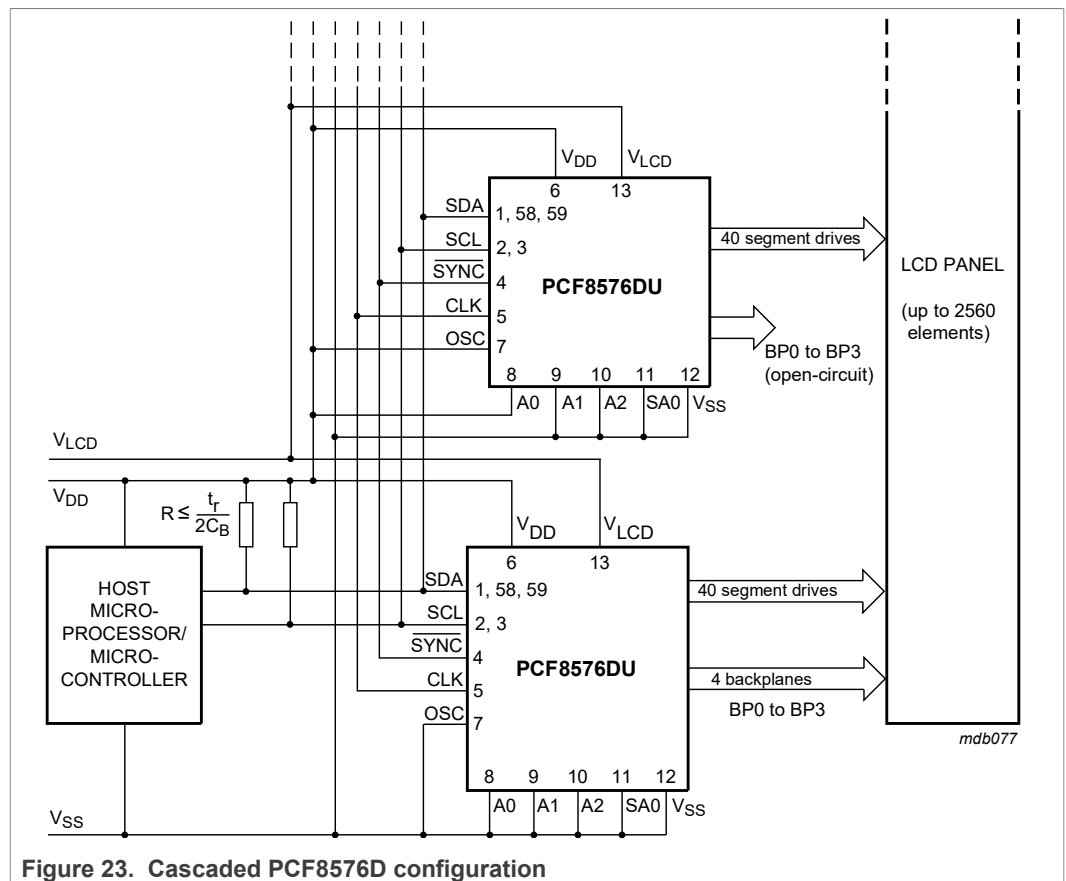 VDD
VLCD
6
13
SDA
1, 58, 59
40 segment drives
SCL
2, 3
LCD PANEL
SYNC
4
PCF8576DU
(up to 2560
elements)
CLK
5
OSC
7
BP0 to BP3
(open-circuit)
8
9
10
11
12
A0
A1
A2
SA0
VSS
VLCD
VDD
R ≤ tr
2CB
VDD
VLCD
6
13
HOST
MICRO-
PROCESSOR/
MICRO-
CONTROLLER
SDA
1, 58, 59
40 segment drives
SCL
2, 3
SYNC
4
PCF8576DU
CLK
5
4 backplanes
OSC
7
BP0 to BP3
mdb077
8
9
10
11
12
A0
A1
A2
SA0
VSS
VSS
Figure 23. Cascaded PCF8576D configuration